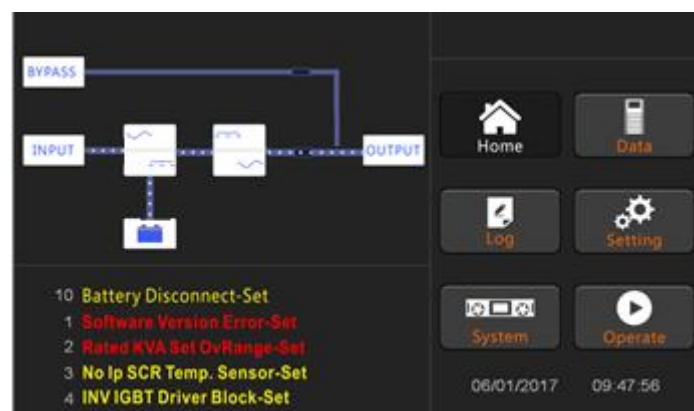 BYPASS
INPUT
OUTPUT
10 Battery Disconnect-Set
1 Software Version Error-Set
2 Rated KVA Set OvRange-Set
3 No Ip SCR Temp. Sensor-Set
4 INV IGBT Driver Block-Set
Home
Data
Log
Setting
System
Operate
06/01/2017 09:47:56